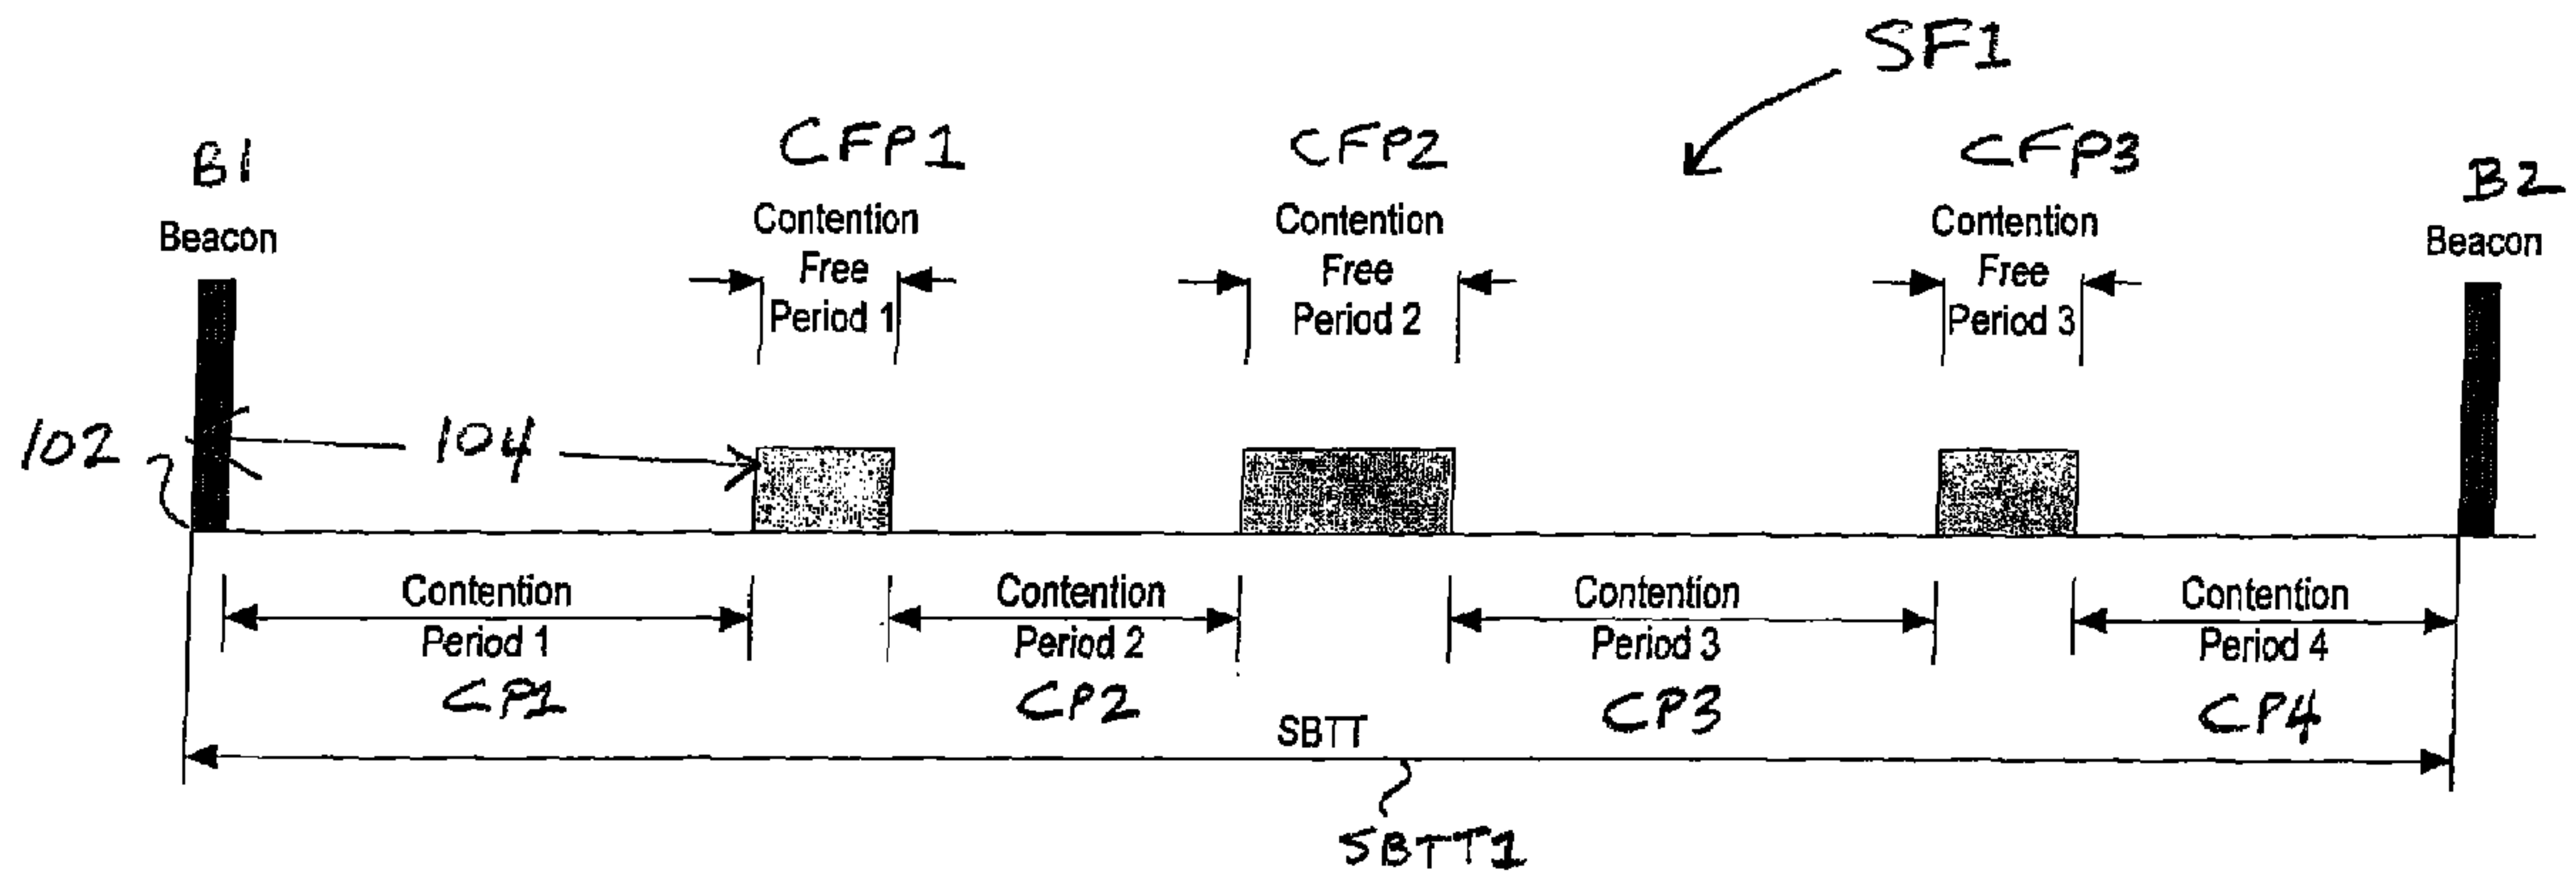 SF1
B1
Beacon
CFP1
Contention
Free
Period 1
CFP2
Contention
Free
Period 2
CFP3
Contention
Free
Period 3
B2
Beacon
102
104
Contention
Period 1
CP1
Contention
Period 2
CP2
Contention
Period 3
CP3
Contention
Period 4
CP4
SBTT
SBTT1